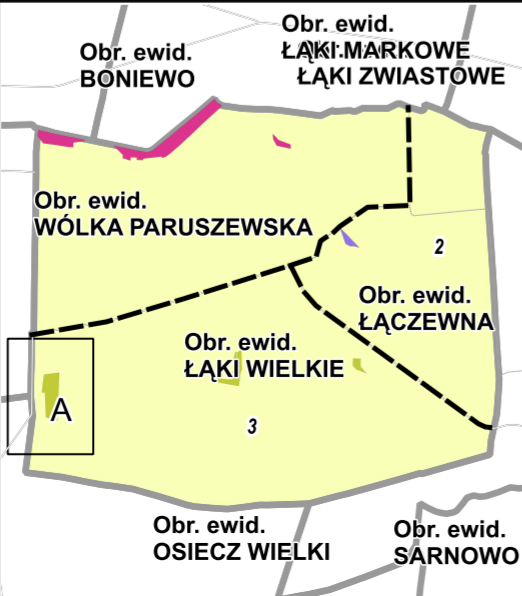 Obr. ewid.
ŁĄKI MARKOWE
ŁĄKI ZWIASTOWE
Obr. ewid.
BONIEWO
Obr. ewid.
WÓLKA PARUSZEWSKA
2
Obr. ewid.
ŁĄCZEWNA
Obr. ewid.
ŁĄKI WIELKIE
A
3
Obr. ewid.
OSIECZ WIELKI
Obr. ewid.
SARNOWO